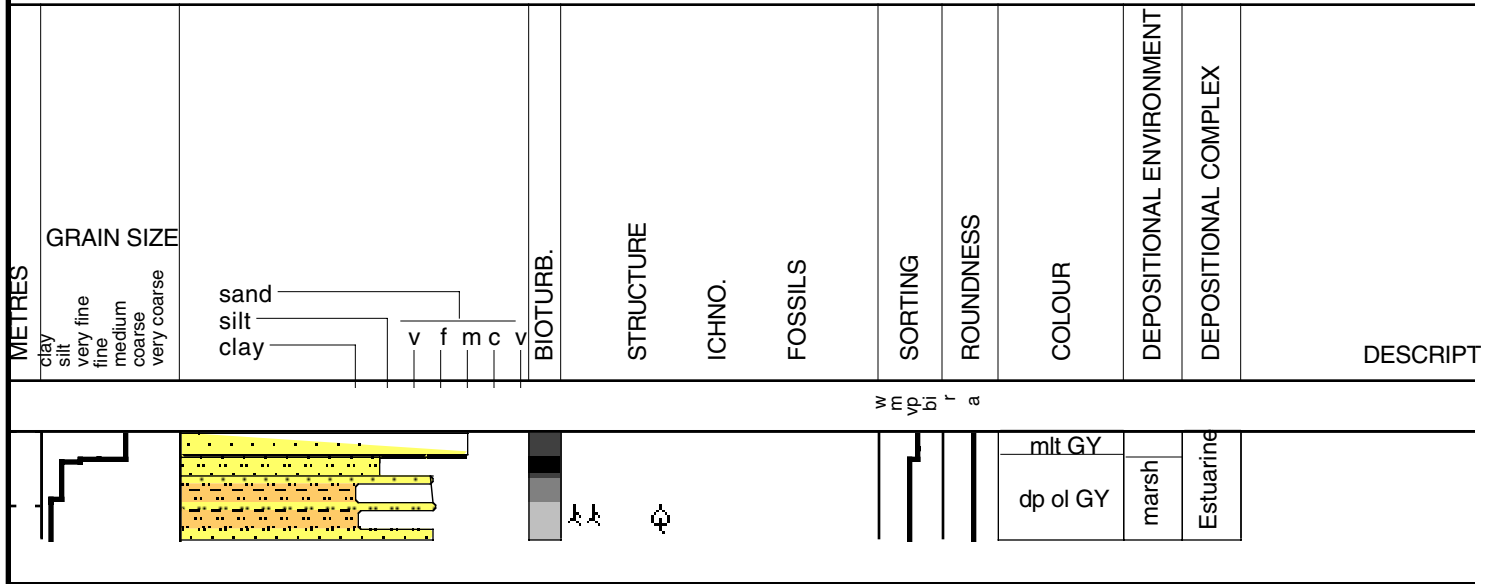 METRES
GRAIN SIZE
clay
silt
very fine
fine
medium
coarse
very coarse
sand
silt
clay
v f m c v
BIOTURB.
STRUCTURE
ICHNO.
FOSSILS
SORTING
ROUNDNESS
COLOUR
DEPOSITIONAL ENVIRONMENT
DEPOSITIONAL COMPLEX
DESCRIPT
w
m
vp
bi
r
a
mlt GY
dp ol GY
marsh
Estuarine